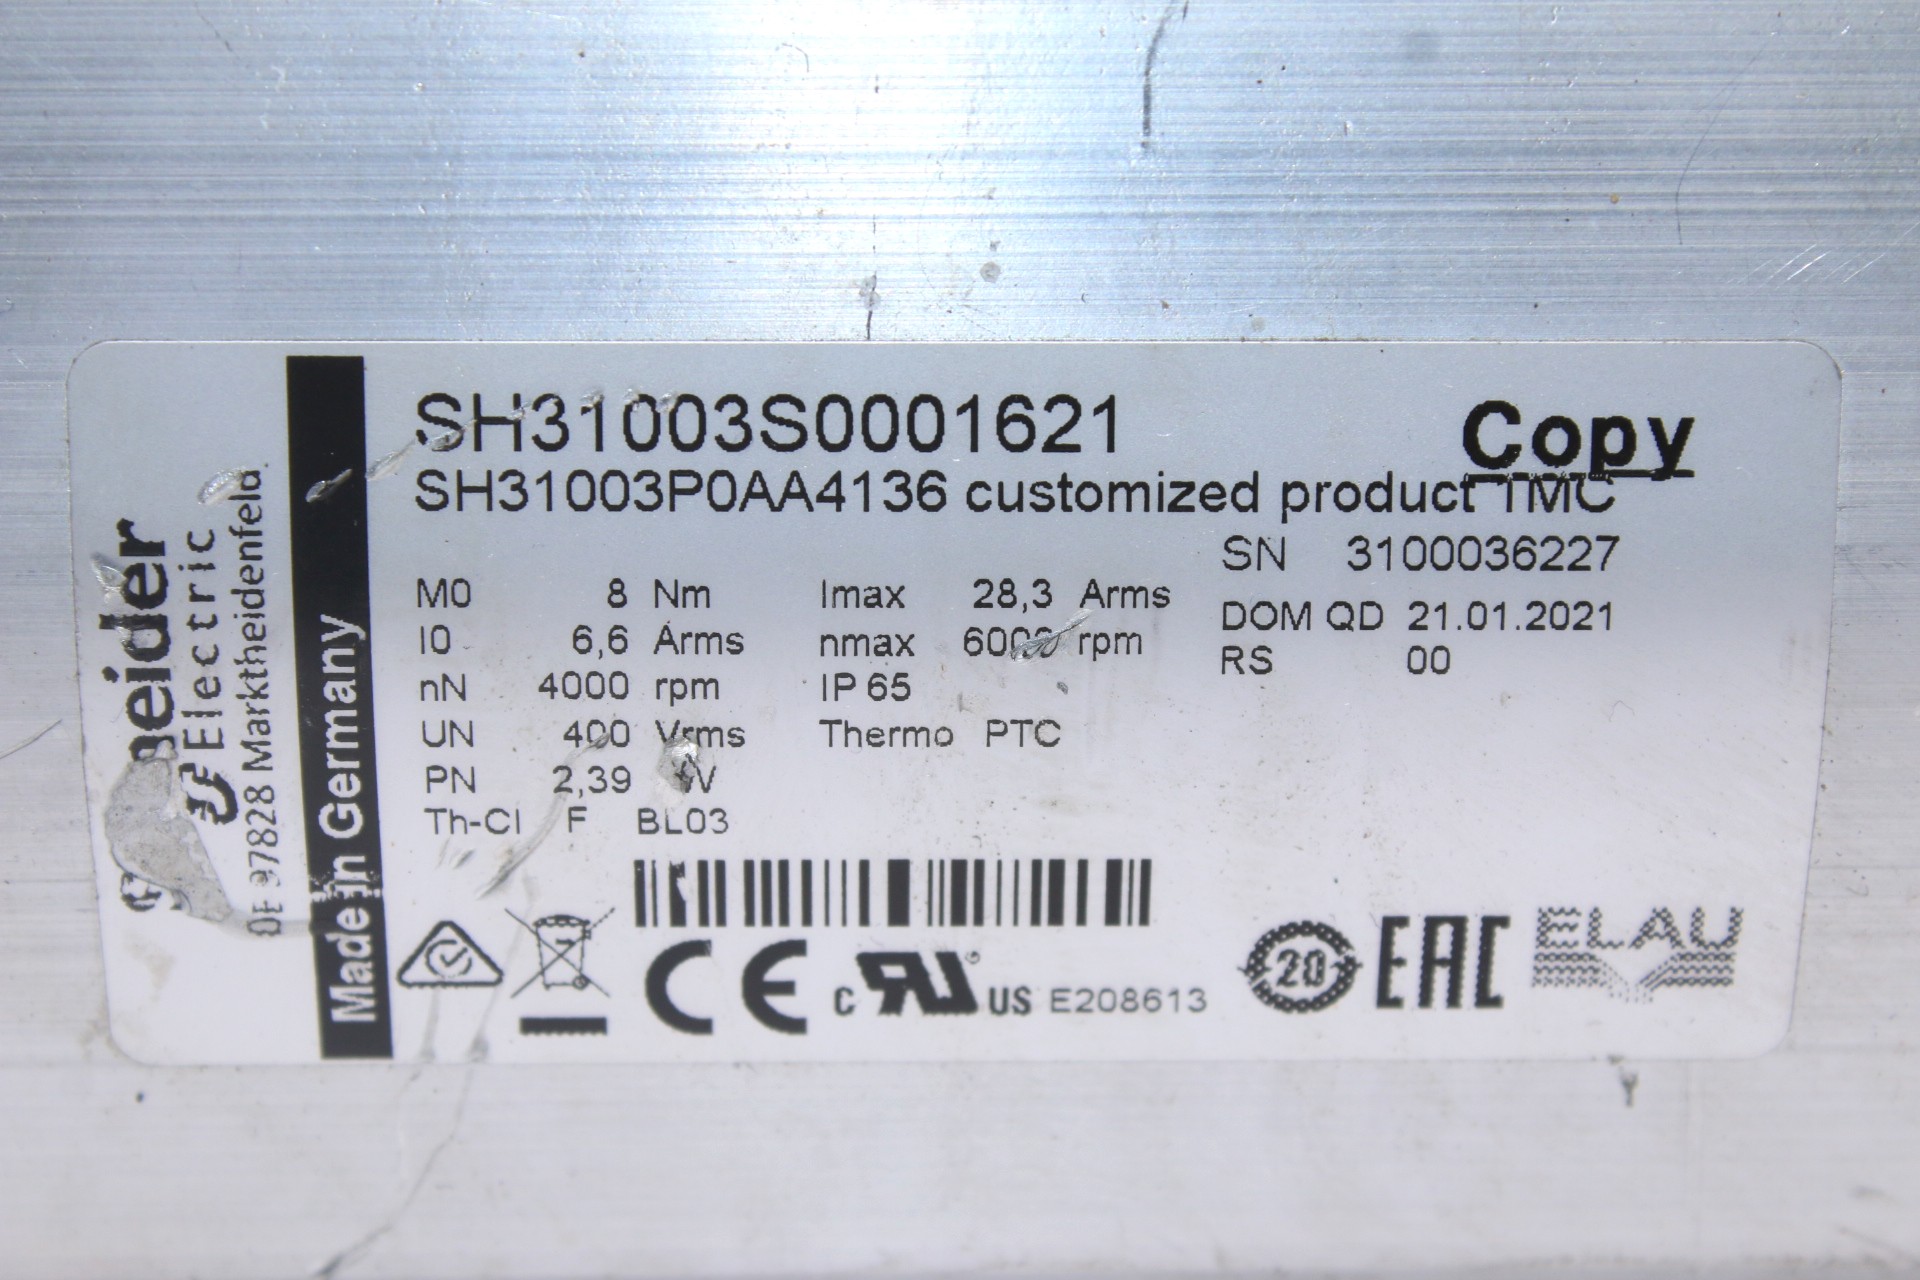 SH31003S0001621
Copy
SH31003P0AA4136 customized product TMC
SN 3100036227
DOM QD 21.01.2021
RS 00
M0 8 Nm
I0 6,6 Arms
nN 4000 rpm
UN 400 Vrms
PN 2,39
Th-Cl F BL03
Imax 28,3 Arms
nmax 6000 rpm
IP 65
Thermo PTC
Electric
97828 Marktheidenfeld
Made in Germany
CE
c RU US E208613
20
EAC
ELAU